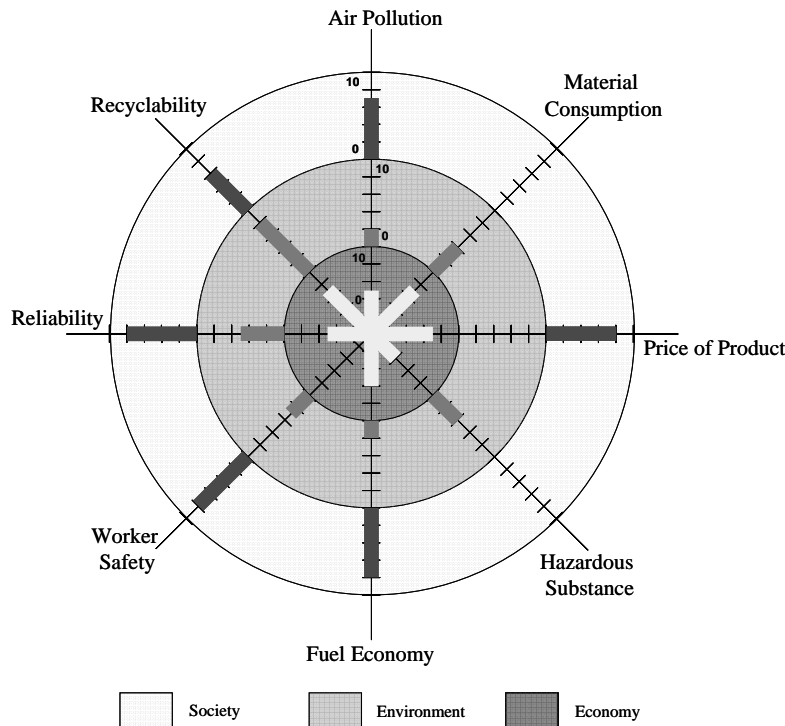 Air Pollution
Material
Consumption
Recyclability
10
0
10
0
10
0
Reliability
Price of Product
Worker
Safety
Hazardous
Substance
Fuel Economy
Society
Environment
Economy